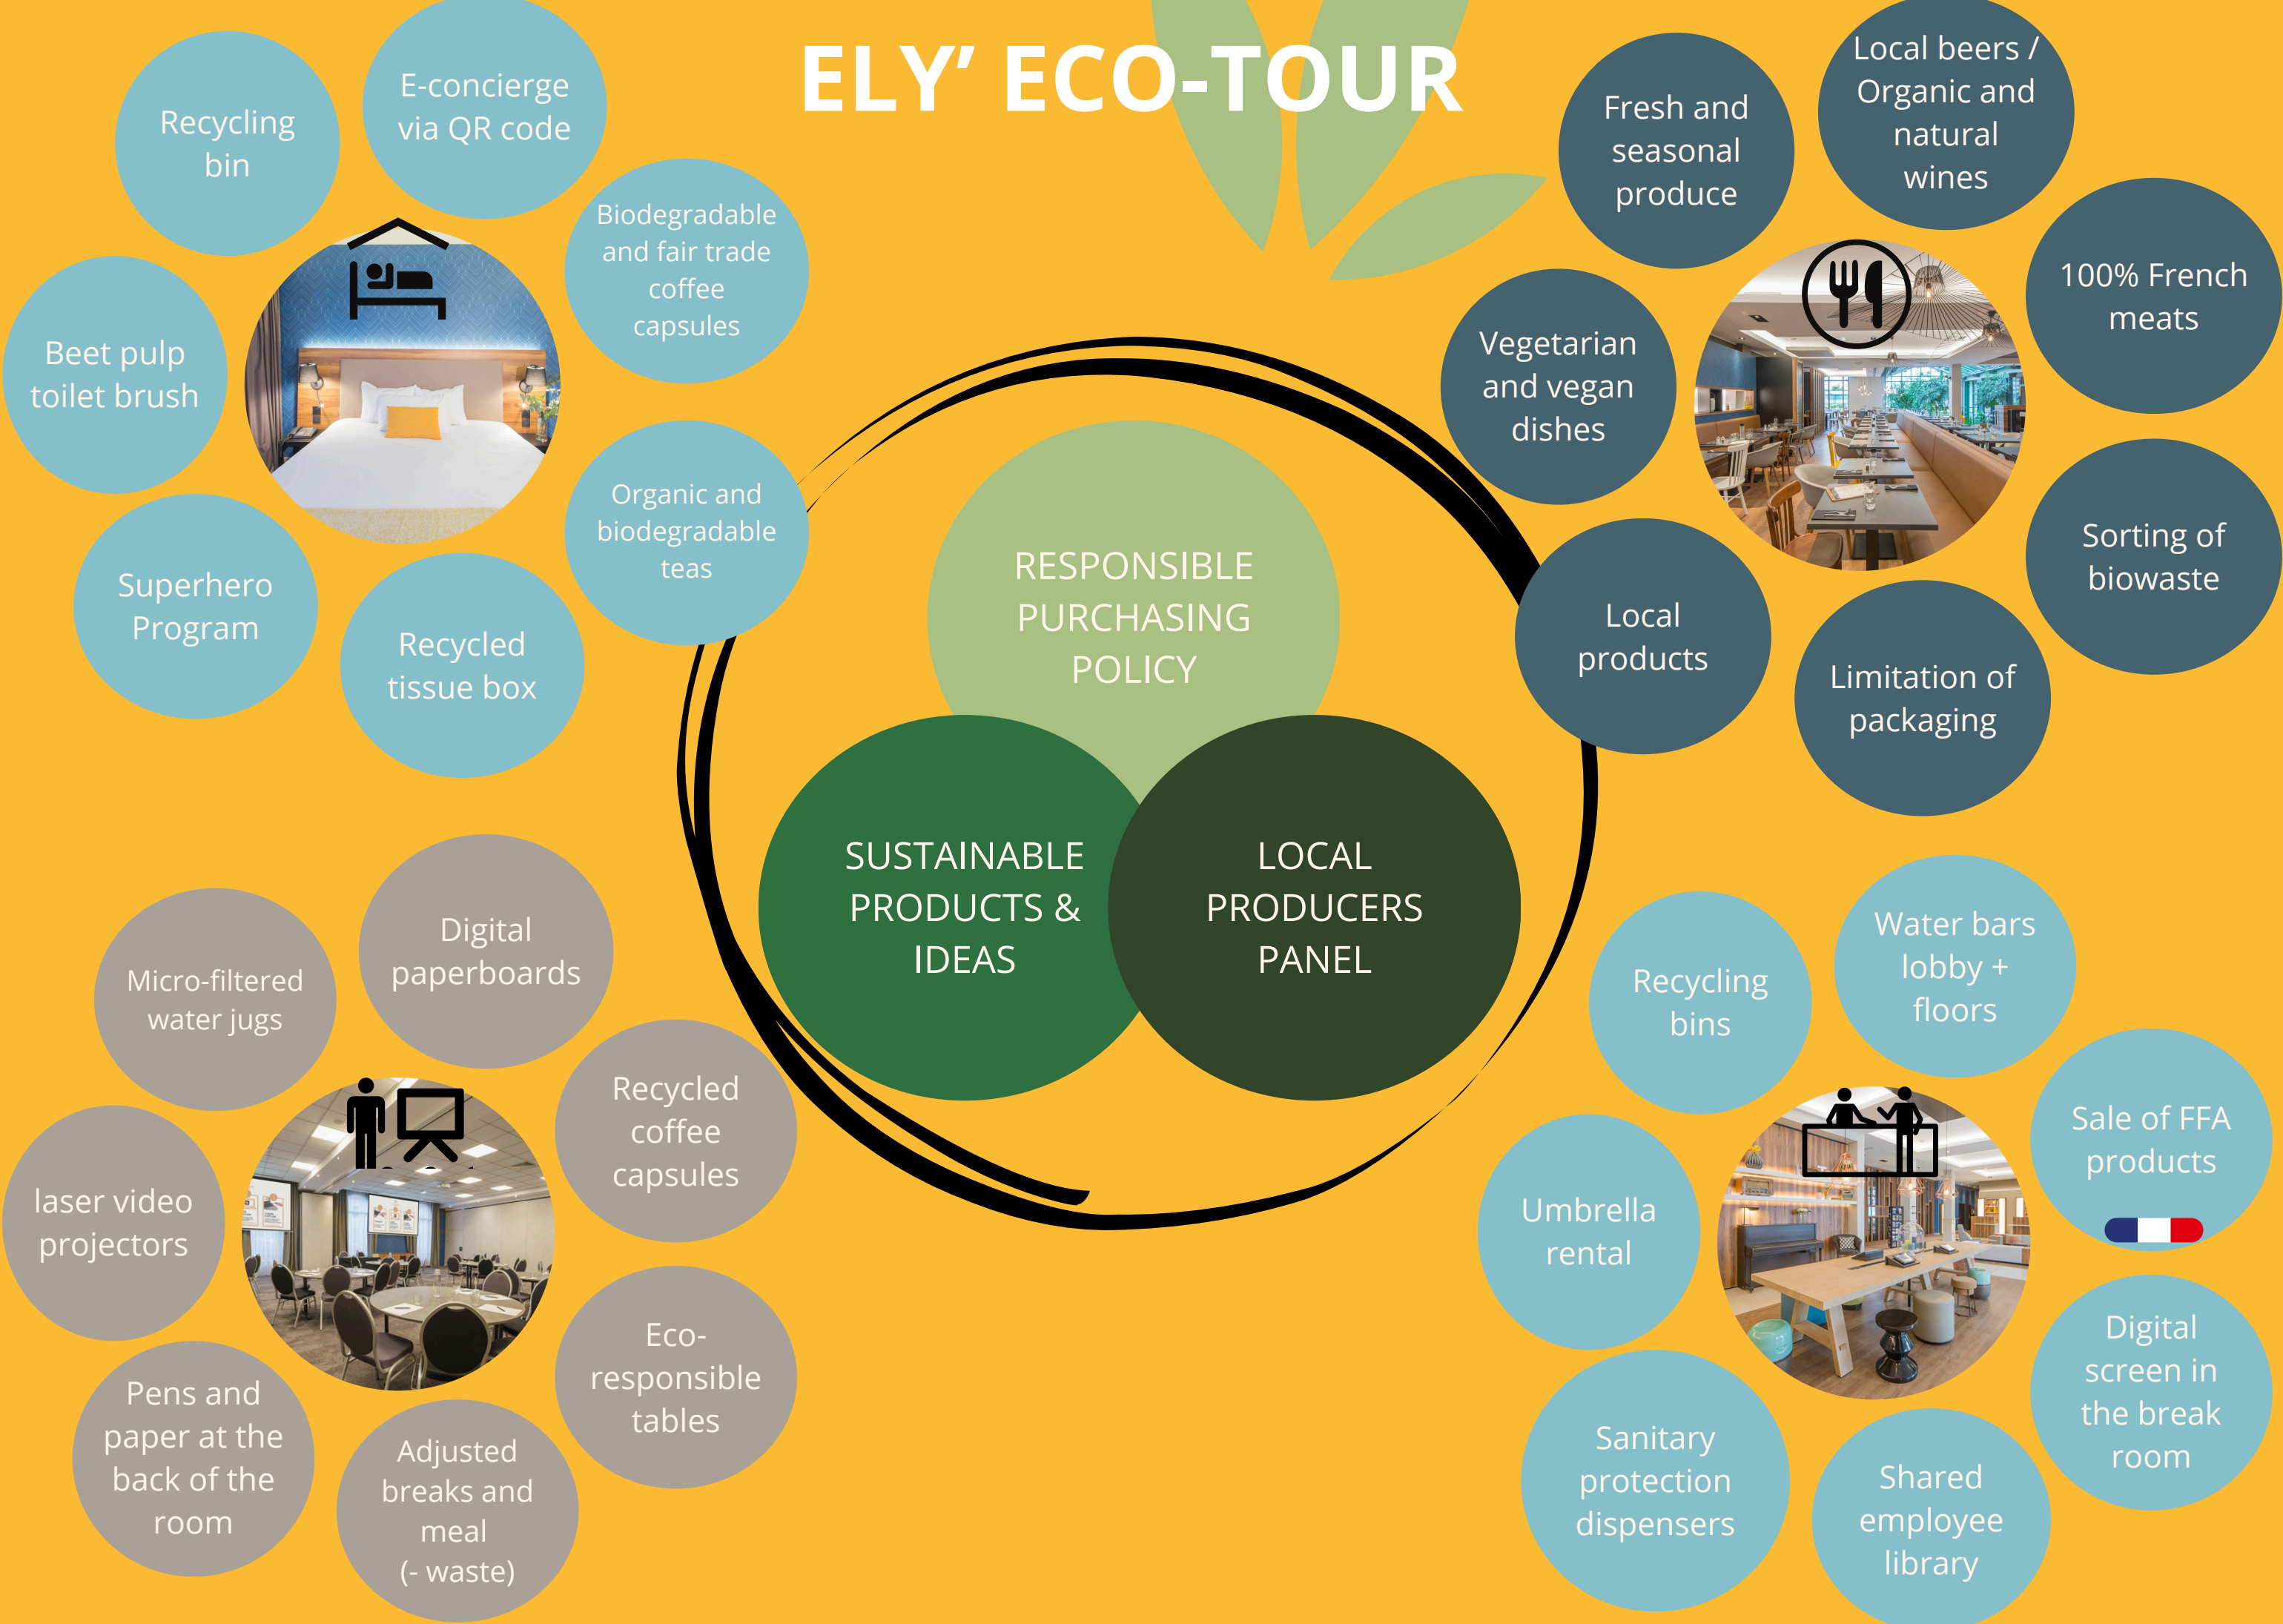 ELY’ ECO-TOUR
Recycling
bin
E-concierge
via QR code
Biodegradable
and fair trade
coffee
capsules
Beet pulp
toilet brush
Organic and
biodegradable
teas
Superhero
Program
Recycled
tissue box
Fresh and
seasonal
produce
Local beers /
Organic and
natural
wines
100% French
meats
Vegetarian
and vegan
dishes
Sorting of
biowaste
Local
products
Limitation of
packaging
RESPONSIBLE
PURCHASING
POLICY
SUSTAINABLE
PRODUCTS &
IDEAS
LOCAL
PRODUCERS
PANEL
Micro-filtered
water jugs
Digital
paperboards
Recycled
coffee
capsules
laser video
projectors
Eco-
responsible
tables
Pens and
paper at the
back of the
room
Adjusted
breaks and
meal
(- waste)
Recycling
bins
Water bars
lobby +
floors
Sale of FFA
products
Umbrella
rental
Digital
screen in
the break
room
Sanitary
protection
dispensers
Shared
employee
library